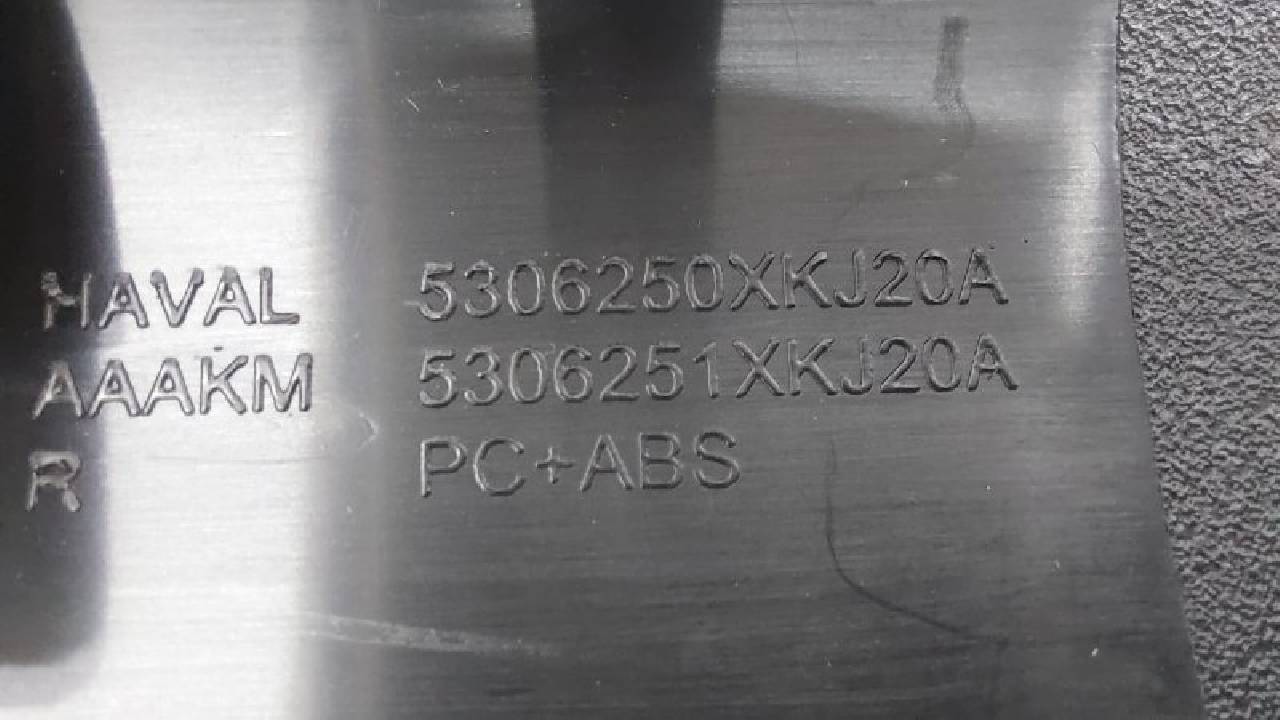 HAVAL 5306250XKJ20A
AAAKM 5306251XKJ20A
R PC+ABS